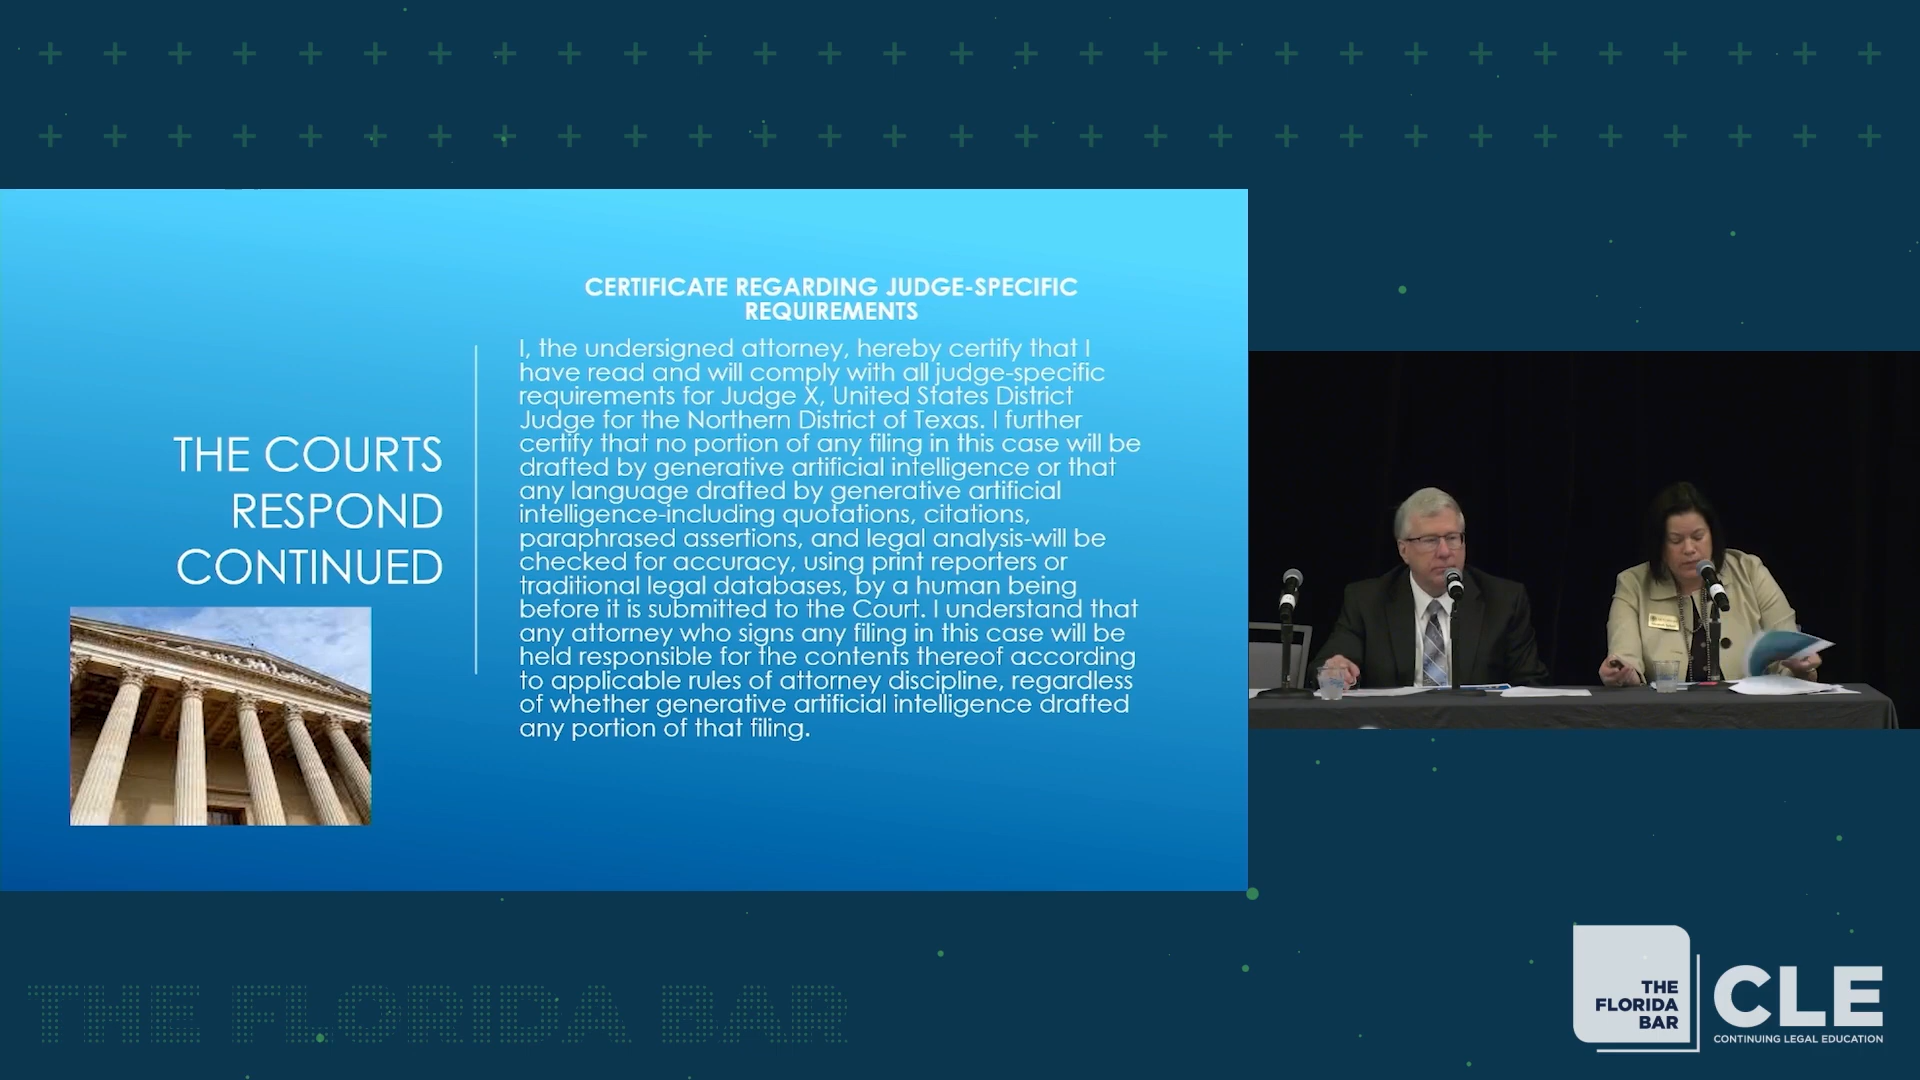 THE COURTS
RESPOND
CONTINUED
CERTIFICATE REGARDING JUDGE-SPECIFIC
REQUIREMENTS
I, the undersigned attorney, hereby certify that I
have read and will comply with all judge-specific
requirements for Judge X, United States District
Judge for the Northern District of Texas. I further
certify that no portion of any filing in this case will be
drafted by generative artificial intelligence or that
any language drafted by generative artificial
intelligence-including quotations, citations,
paraphrased assertions, and legal analysis-will be
checked for accuracy, using print reporters or
traditional legal databases, by a human being
before it is submitted to the Court. I understand that
any attorney who signs any filing in this case will be
held responsible for the contents thereof according
to applicable rules of attorney discipline, regardless
of whether generative artificial intelligence drafted
any portion of that filing.
THE FLORIDA BAR
THE
FLORIDA
BAR
CLE
CONTINUING LEGAL EDUCATION